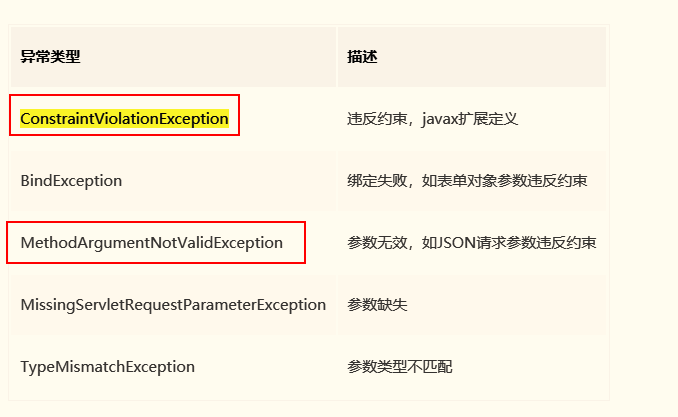 异常类型 描述
ConstraintViolationException 违反约束，javax扩展定义
BindException 绑定失败，如表单对象参数违反约束
MethodArgumentNotValidException 参数无效，如JSON请求参数违反约束
MissingServletRequestParameterException 参数缺失
TypeMismatchException 参数类型不匹配